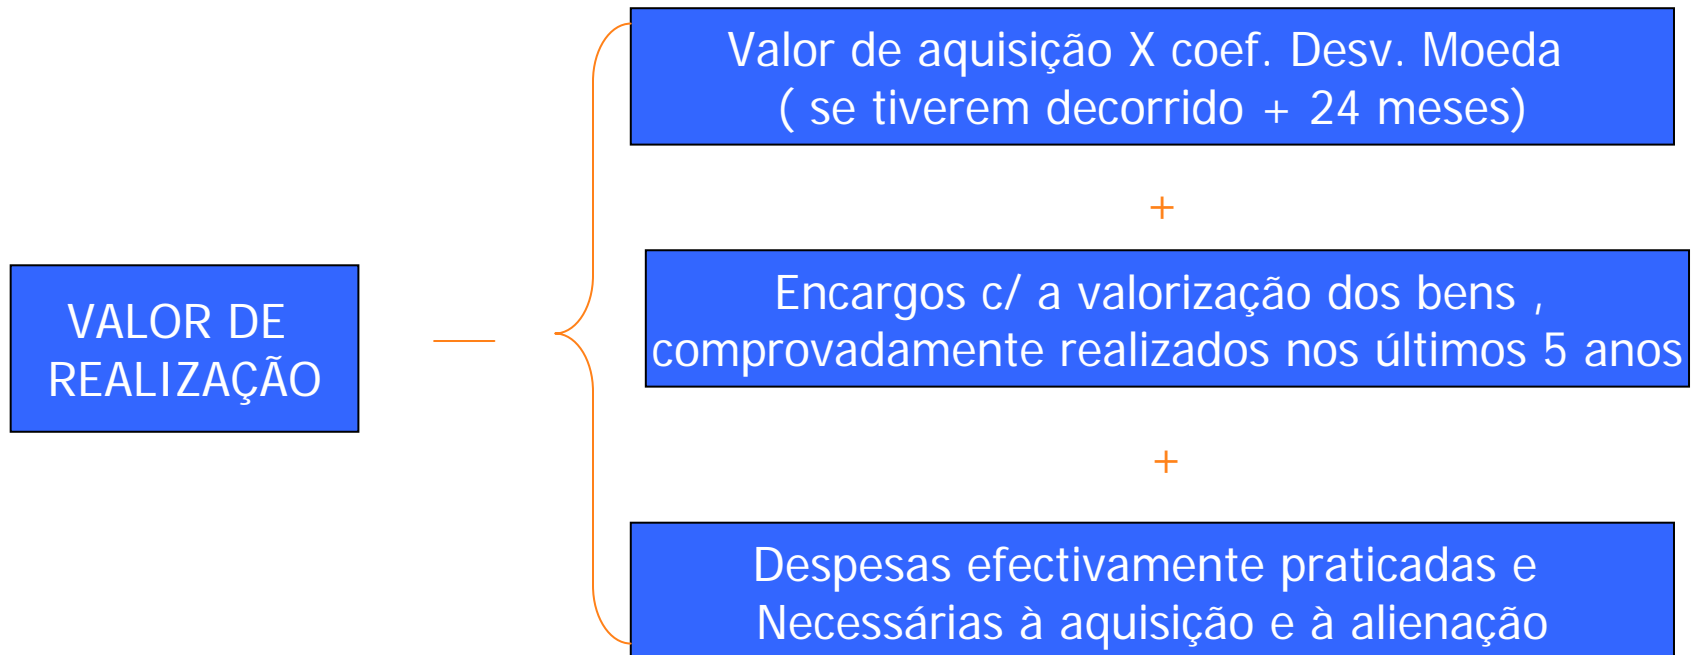 Valor de aquisição X coef. Desv. Moeda
( se tiverem decorrido + 24 meses)
+
Encargos c/ a valorização dos bens ,
comprovadamente realizados nos últimos 5 anos
VALOR DE
REALIZAÇÃO
—
+
Despesas efectivamente praticadas e
Necessárias à aquisição e à alienação